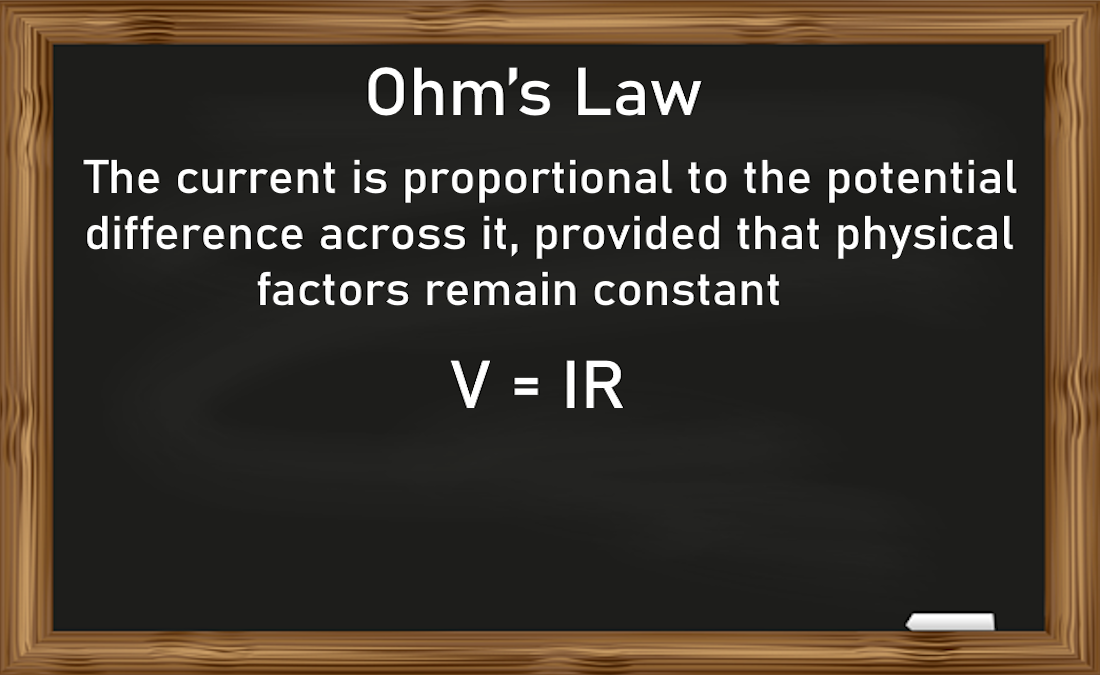 Ohm’s Law
The current is proportional to the potential
difference across it, provided that physical
factors remain constant
V = IR